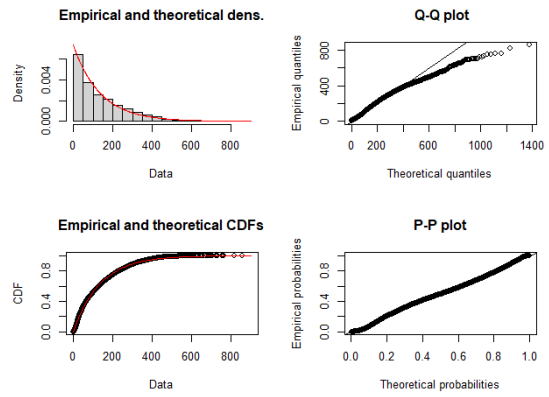 Empirical and theoretical dens.
Density
0.000 0.004
0 200 400 600 800
Data
Q-Q plot
Empirical quantiles
0 400 800
200 600 1000 1400
Theoretical quantiles
Empirical and theoretical CDFs
CDF
0.0 0.4 0.8
0 200 400 600 800
Data
P-P plot
Empirical probabilities
0.0 0.4 0.8
0.0 0.2 0.4 0.6 0.8 1.0
Theoretical probabilities